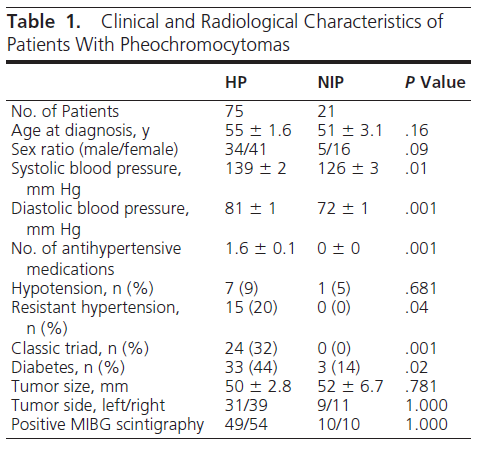 Table 1. Clinical and Radiological Characteristics of
Patients With Pheochromocytomas
HP NIP P Value
No. of Patients 75 21
Age at diagnosis, y 55 ± 1.6 51 ± 3.1 .16
Sex ratio (male/female) 34/41 5/16 .09
Systolic blood pressure, 139 ± 2 126 ± 3 .01
mm Hg
Diastolic blood pressure, 81 ± 1 72 ± 1 .001
mm Hg
No. of antihypertensive 1.6 ± 0.1 0 ± 0 .001
medications
Hypotension, n (%) 7 (9) 1 (5) .681
Resistant hypertension, 15 (20) 0 (0) .04
n (%)
Classic triad, n (%) 24 (32) 0 (0) .001
Diabetes, n (%) 33 (44) 3 (14) .02
Tumor size, mm 50 ± 2.8 52 ± 6.7 .781
Tumor side, left/right 31/39 9/11 1.000
Positive MIBG scintigraphy 49/54 10/10 1.000